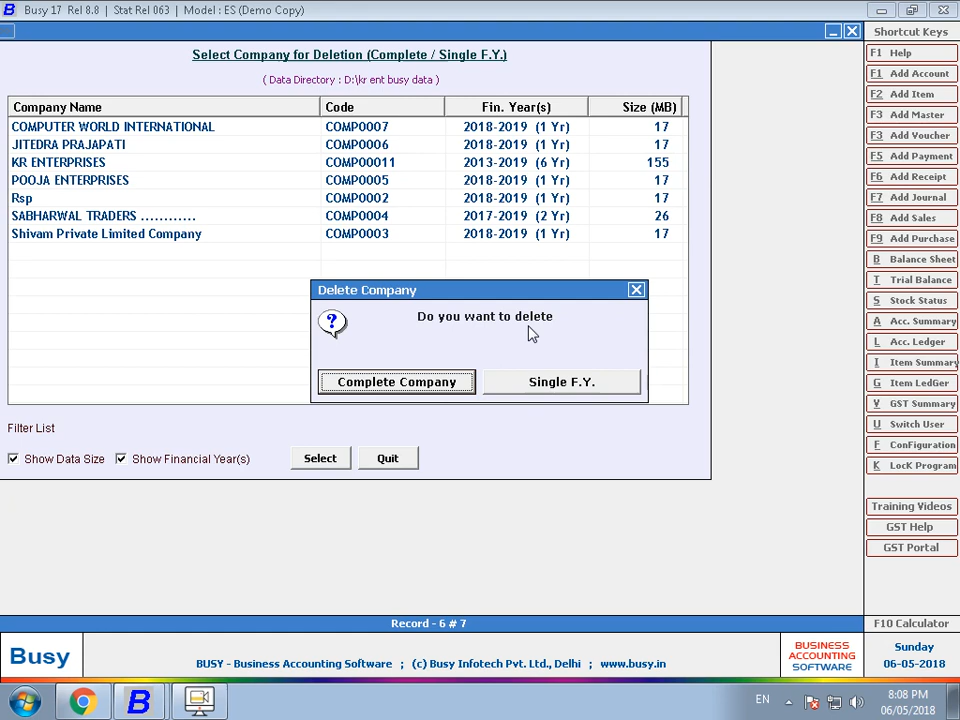 Busy 17 Rel 8.8 | Stat Rel 063 | Model : ES (Demo Copy)
Shortcut Keys
Select Company for Deletion (Complete / Single F.Y.)
( Data Directory : D:\kr ent busy data )
Company Name Code Fin. Year(s) Size (MB)
COMPUTER WORLD INTERNATIONAL COMP0007 2018-2019 (1 Yr) 17
JITEDRA PRAJAPATI COMP0006 2018-2019 (1 Yr) 17
KR ENTERPRISES COMP00011 2013-2019 (6 Yr) 155
POOJA ENTERPRISES COMP0005 2018-2019 (1 Yr) 17
Rsp COMP0002 2018-2019 (1 Yr) 17
SABHARWAL TRADERS ............ COMP0004 2017-2019 (2 Yr) 26
Shivam Private Limited Company COMP0003 2018-2019 (1 Yr) 17
Delete Company
Do you want to delete
Complete Company Single F.Y.
Filter List
Show Data Size Show Financial Year(s) Select Quit
F1 Help
F1 Add Account
F2 Add Item
F3 Add Master
F3 Add Voucher
F5 Add Payment
F6 Add Receipt
F7 Add Journal
F8 Add Sales
F9 Add Purchase
B Balance Sheet
T Trial Balance
S Stock Status
A Acc. Summary
L Acc. Ledger
I Item Summary
G Item LedGer
Y GST Summary
U Switch User
F ConFiguration
K LocK Program
Training Videos
GST Help
GST Portal
Record - 6 # 7
F10 Calculator
Busy
BUSY - Business Accounting Software ; (c) Busy Infotech Pvt. Ltd., Delhi ; www.busy.in
BUSINESS
ACCOUNTING
SOFTWARE
Sunday
06-05-2018
EN
8:08 PM
06/05/2018